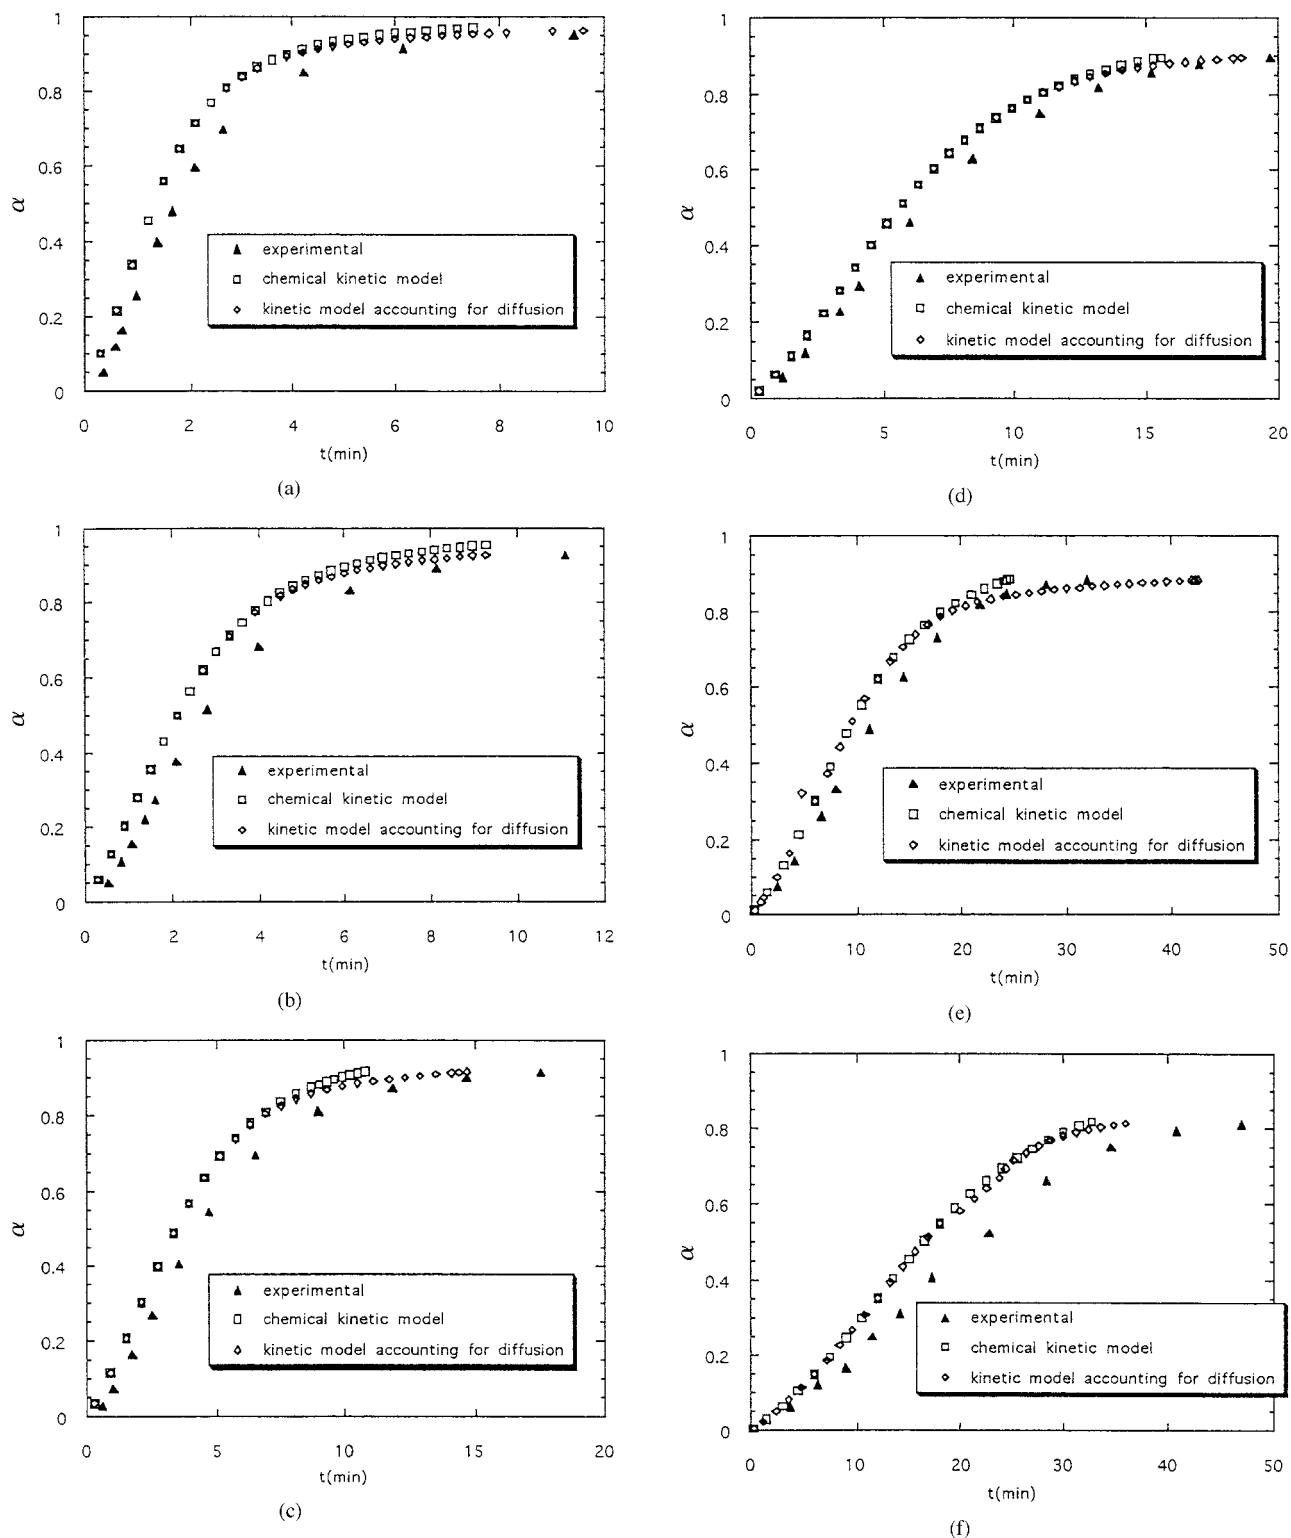 1
0.8
0.6
α
0.4
0.2
0
experimental
chemical kinetic model
kinetic model accounting for diffusion
0 2 4 6 8 10
t(min)
(a)
1
0.8
0.6
α
0.4
0.2
0
experimental
chemical kinetic model
kinetic model accounting for diffusion
0 2 4 6 8 10 12
t(min)
(b)
1
0.8
0.6
α
0.4
0.2
0
experimental
chemical kinetic model
kinetic model accounting for diffusion
0 5 10 15 20
t(min)
(c)
1
0.8
0.6
α
0.4
0.2
0
experimental
chemical kinetic model
kinetic model accounting for diffusion
0 5 10 15 20
t(min)
(d)
1
0.8
0.6
α
0.4
0.2
0
experimental
chemical kinetic model
kinetic model accounting for diffusion
0 10 20 30 40 50
t(min)
(e)
1
0.8
0.6
α
0.4
0.2
0
experimental
chemical kinetic model
kinetic model accounting for diffusion
0 10 20 30 40 50
t(min)
(f)